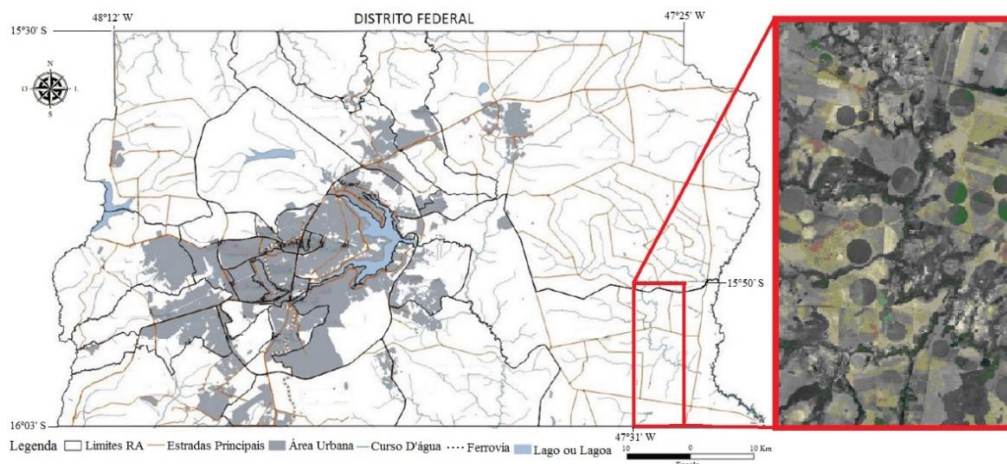 DISTRITO FEDERAL
48°12' W
47°25' W
15°30' S
N
O
L
S
15°50' S
16°03' S
47°31' W
Legenda Limites RA Estradas Principais Área Urbana Curso D'água Ferrovia Lago ou Lagoa
10 0 10 Km